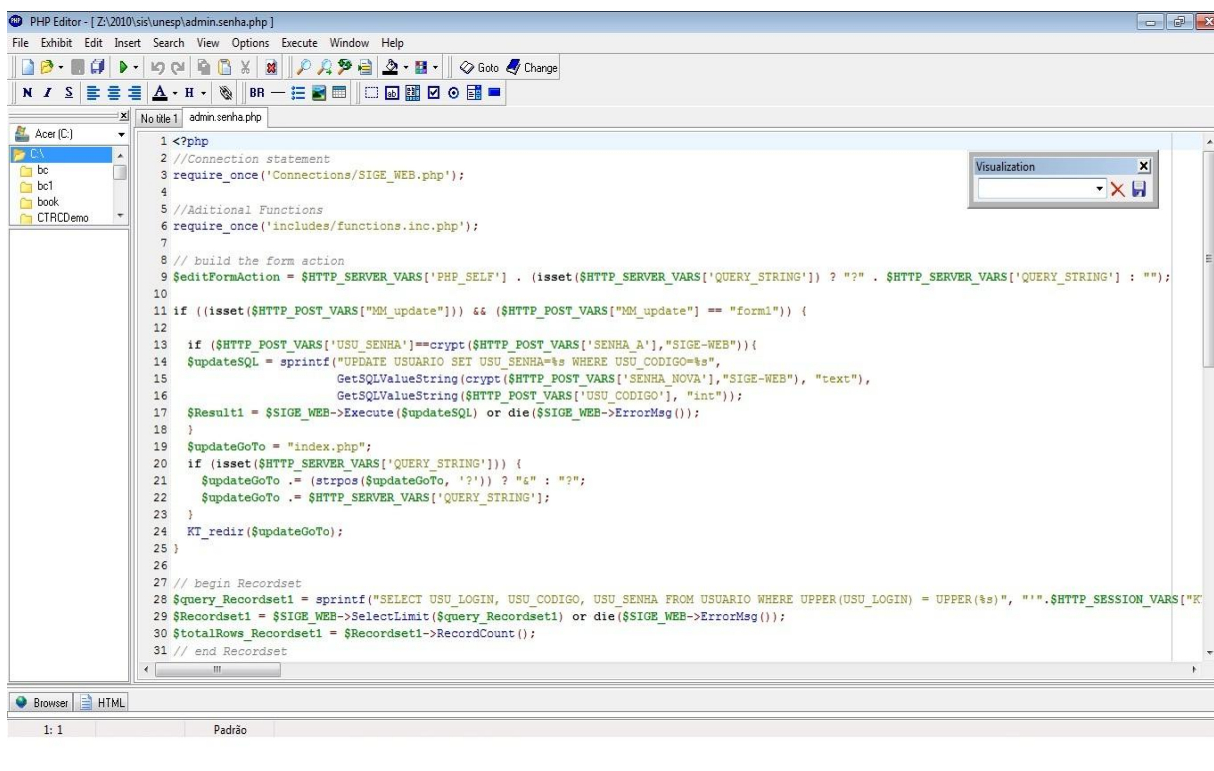 PHP Editor - [ Z:\2010\sis\unesp\admin.senha.php ]
File Exhibit Edit Insert Search View Options Execute Window Help
Goto Change
N I S A H BR
No title 1 admin.senha.php
Acer (C:)
C:\
bc
bc1
book
CTRCDemo
Visualization
1 <?php
2 //Connection statement
3 require_once('Connections/SIGE_WEB.php');
4
5 //Aditional Functions
6 require_once('includes/functions.inc.php');
7
8 // build the form action
9 $editFormAction = $HTTP_SERVER_VARS['PHP_SELF'] . (isset($HTTP_SERVER_VARS['QUERY_STRING']) ? "?" . $HTTP_SERVER_VARS['QUERY_STRING'] : "");
10
11 if ((isset($HTTP_POST_VARS["MM_update"])) && ($HTTP_POST_VARS["MM_update"] == "form1")) {
12
13 if ($HTTP_POST_VARS['USU_SENHA']==crypt($HTTP_POST_VARS['SENHA_A'],"SIGE-WEB")){
14 $updateSQL = sprintf("UPDATE USUARIO SET USU_SENHA=%s WHERE USU_CODIGO=%s",
15 GetSQLValueString(crypt($HTTP_POST_VARS['SENHA_NOVA'],"SIGE-WEB"), "text"),
16 GetSQLValueString($HTTP_POST_VARS['USU_CODIGO'], "int"));
17 $Result1 = $SIGE_WEB->Execute($updateSQL) or die($SIGE_WEB->ErrorMsg());
18 }
19 $updateGoTo = "index.php";
20 if (isset($HTTP_SERVER_VARS['QUERY_STRING'])) {
21 $updateGoTo .= (strpos($updateGoTo, '?')) ? "&" : "?";
22 $updateGoTo .= $HTTP_SERVER_VARS['QUERY_STRING'];
23 }
24 KT_redir($updateGoTo);
25 }
26
27 // begin Recordset
28 $query_Recordset1 = sprintf("SELECT USU_LOGIN, USU_CODIGO, USU_SENHA FROM USUARIO WHERE UPPER(USU_LOGIN) = UPPER(%s)", "'".$HTTP_SESSION_VARS["K
29 $Recordset1 = $SIGE_WEB->SelectLimit($query_Recordset1) or die($SIGE_WEB->ErrorMsg());
30 $totalRows_Recordset1 = $Recordset1->RecordCount();
31 // end Recordset
Browser HTML
1: 1 Padrão